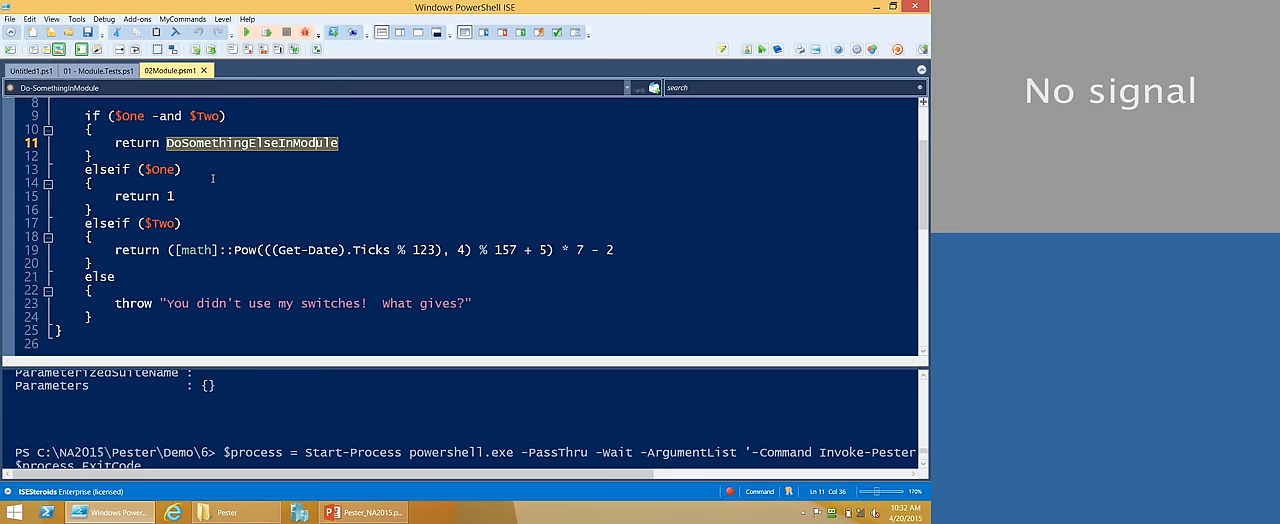 Windows PowerShell ISE
File Edit View Tools Debug Add-ons MyCommands Level Help
Untitled1.ps1 01 - Module.Tests.ps1 02Module.psm1
Do-SomethingInModule search
8
9 if ($One -and $Two)
10 {
11 return DoSomethingElseInModule
12 }
13 elseif ($One)
14 {
15 return 1
16 }
17 elseif ($Two)
18 {
19 return ([math]::Pow(((Get-Date).Ticks % 123), 4) % 157 + 5) * 7 - 2
20 }
21 else
22 {
23 throw "You didn't use my switches!  What gives?"
24 }
25 }
26
ParameterizedSuiteName :
Parameters : {}
PS C:\NA2015\Pester\Demo\6> $process = Start-Process powershell.exe -PassThru -Wait -ArgumentList '-Command Invoke-Pester
$process.ExitCode
ISESteroids Enterprise (licensed) Command Ln 11 Col 36 170%
Windows Power... Pester Pester_NA2015.p...
10:32 AM
4/20/2015
No signal